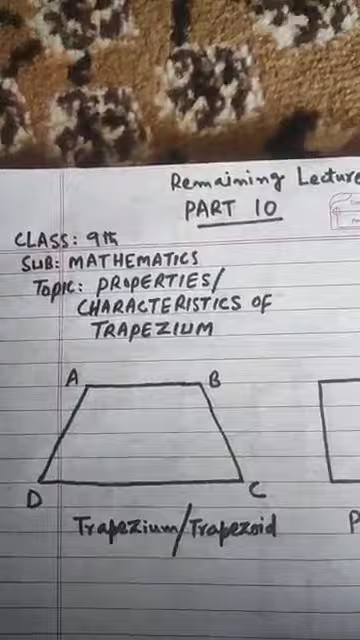 Remaining Lecture
PART 10
CLASS: 9th
SUB: MATHEMATICS
Topic: PROPERTIES/
CHARACTERISTICS OF
TRAPEZIUM
A B
D C
Trapezium/Trapezoid P